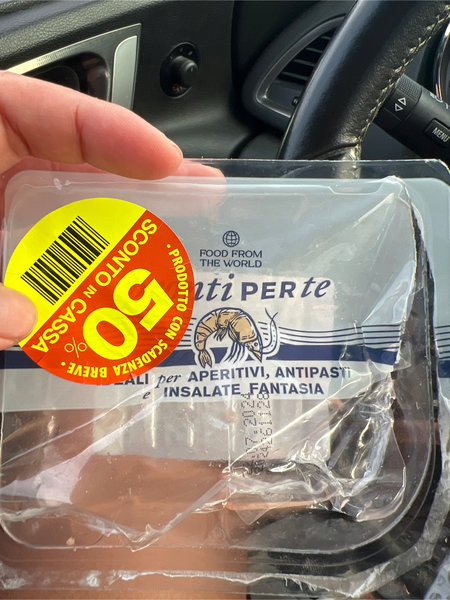 FOOD FROM
THE WORLD
PER te
PRODOTTO CON SCADENZA BREVE
50%
SCONTO IN CASSA
per APERITIVI, ANTIPASTI
e INSALATE FANTASIA
MENU